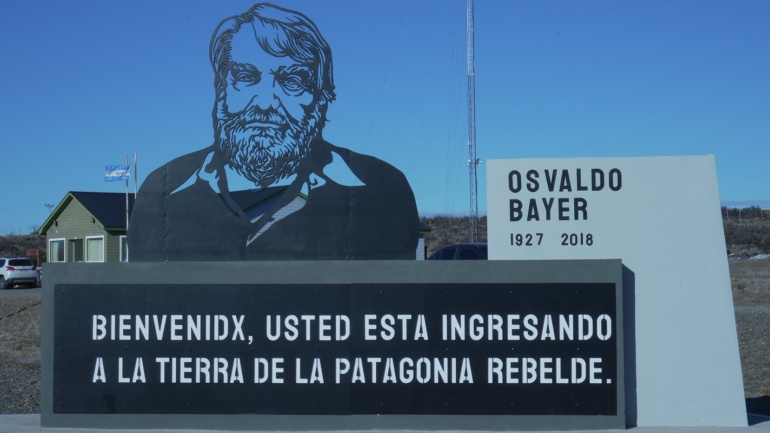 OSVALDO
BAYER
1927 2018
BIENVENIDX, USTED ESTA INGRESANDO
A LA TIERRA DE LA PATAGONIA REBELDE.